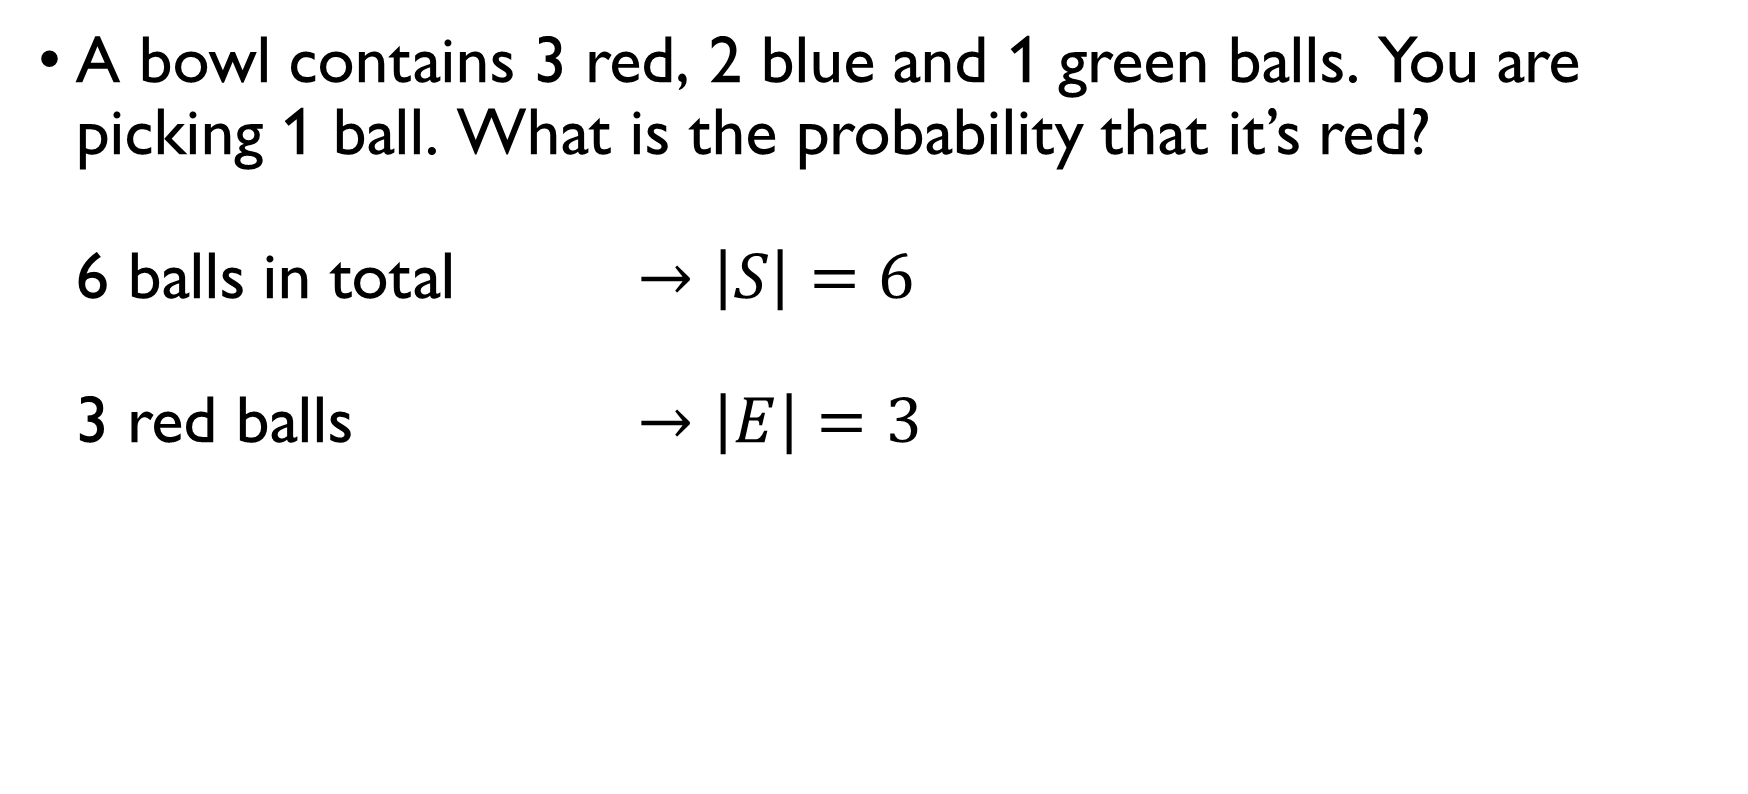 • A bowl contains 3 red, 2 blue and 1 green balls. You are
picking 1 ball. What is the probability that it’s red?
6 balls in total → |S| = 6
3 red balls → |E| = 3